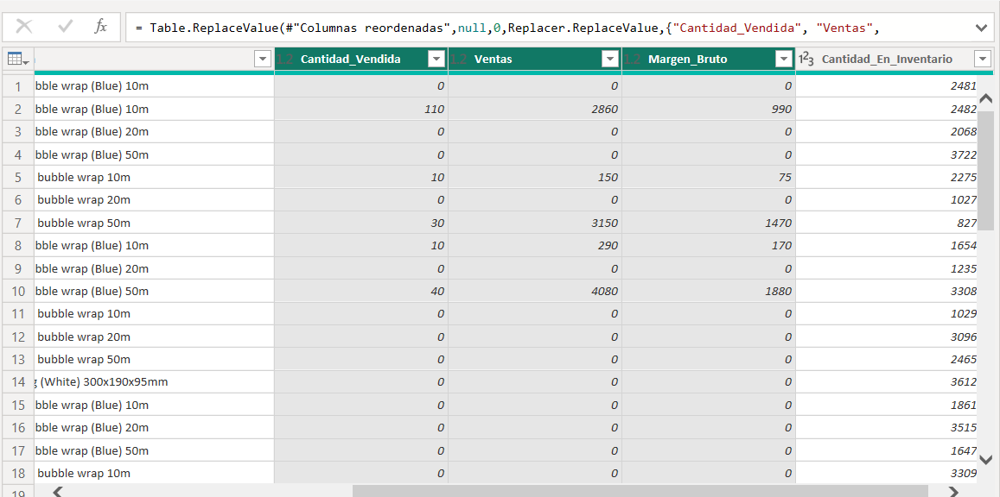 fx = Table.ReplaceValue(#"Columnas reordenadas",null,0,Replacer.ReplaceValue,{"Cantidad_Vendida", "Ventas",
1.2 Cantidad_Vendida 1.2 Ventas 1.2 Margen_Bruto 123 Cantidad_En_Inventario
1 bble wrap (Blue) 10m 0 0 0 2481
2 bble wrap (Blue) 10m 110 2860 990 2482
3 bble wrap (Blue) 20m 0 0 0 2068
4 bble wrap (Blue) 50m 0 0 0 3722
5 bubble wrap 10m 10 150 75 2275
6 bubble wrap 20m 0 0 0 1027
7 bubble wrap 50m 30 3150 1470 827
8 bble wrap (Blue) 10m 10 290 170 1654
9 bble wrap (Blue) 20m 0 0 0 1235
10 bble wrap (Blue) 50m 40 4080 1880 3308
11 bubble wrap 10m 0 0 0 1029
12 bubble wrap 20m 0 0 0 3096
13 bubble wrap 50m 0 0 0 2465
14 g (White) 300x190x95mm 0 0 0 3612
15 bble wrap (Blue) 10m 0 0 0 1861
16 bble wrap (Blue) 20m 0 0 0 3515
17 bble wrap (Blue) 50m 0 0 0 1647
18 bubble wrap 10m 0 0 0 3309
19